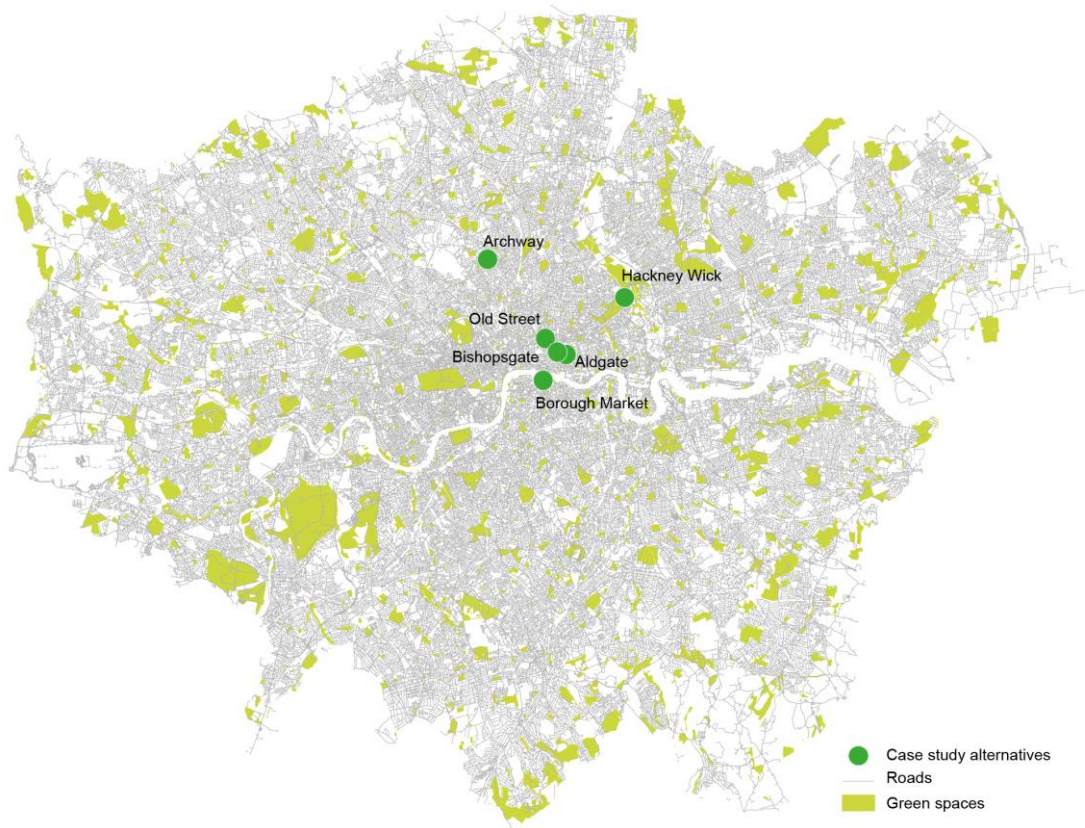 Archway
Hackney Wick
Old Street
Bishopsgate
Aldgate
Borough Market
Case study alternatives
Roads
Green spaces